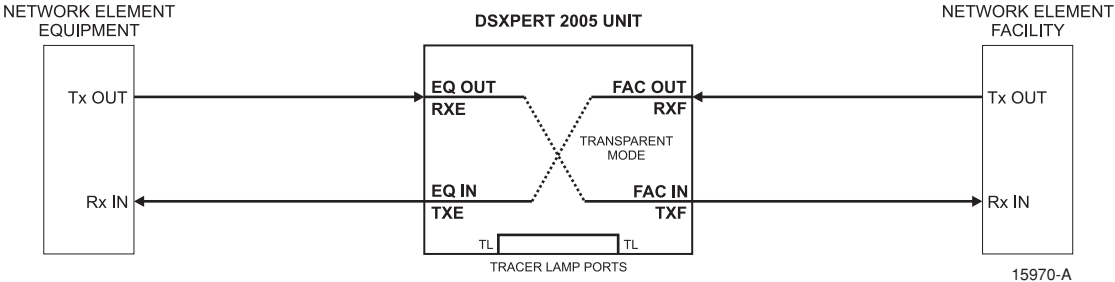 NETWORK ELEMENT
EQUIPMENT
DSXPERT 2005 UNIT
NETWORK ELEMENT
FACILITY
Tx OUT
EQ OUT
RXE
FAC OUT
RXF
Tx OUT
TRANSPARENT
MODE
Rx IN
EQ IN
TXE
FAC IN
TXF
Rx IN
TL
TL
TRACER LAMP PORTS
15970-A